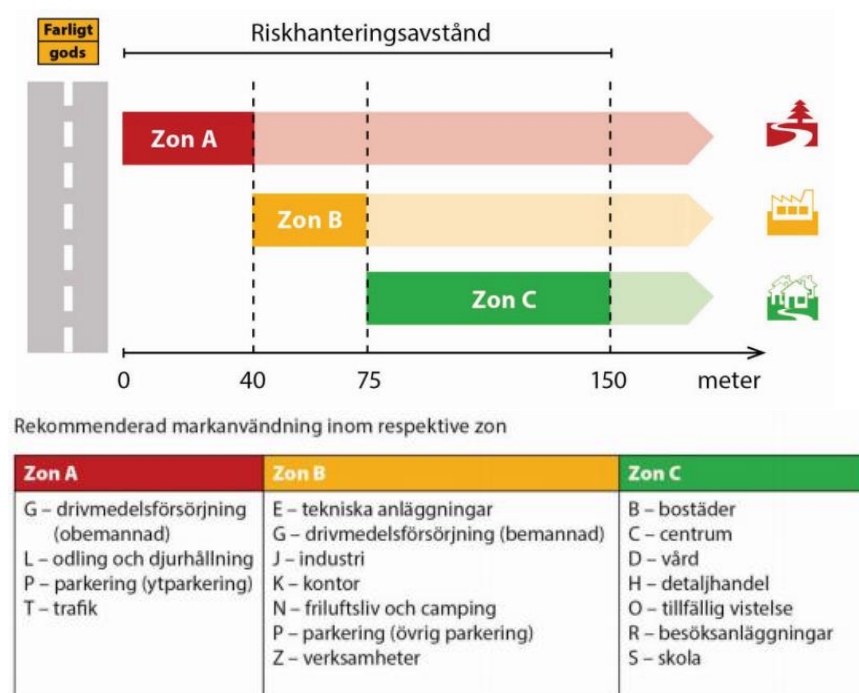 Farligt
gods
Riskhanteringsavstånd
Zon A
Zon B
Zon C
0 40 75 150 meter
Rekommenderad markanvändning inom respektive zon
Zon A
G – drivmedelsförsörjning
(obemannad)
L – odling och djurhållning
P – parkering (ytparkering)
T – trafik
Zon B
E – tekniska anläggningar
G – drivmedelsförsörjning (bemannad)
J – industri
K – kontor
N – friluftsliv och camping
P – parkering (övrig parkering)
Z – verksamheter
Zon C
B – bostäder
C – centrum
D – vård
H – detaljhandel
O – tillfällig vistelse
R – besöksanläggningar
S – skola